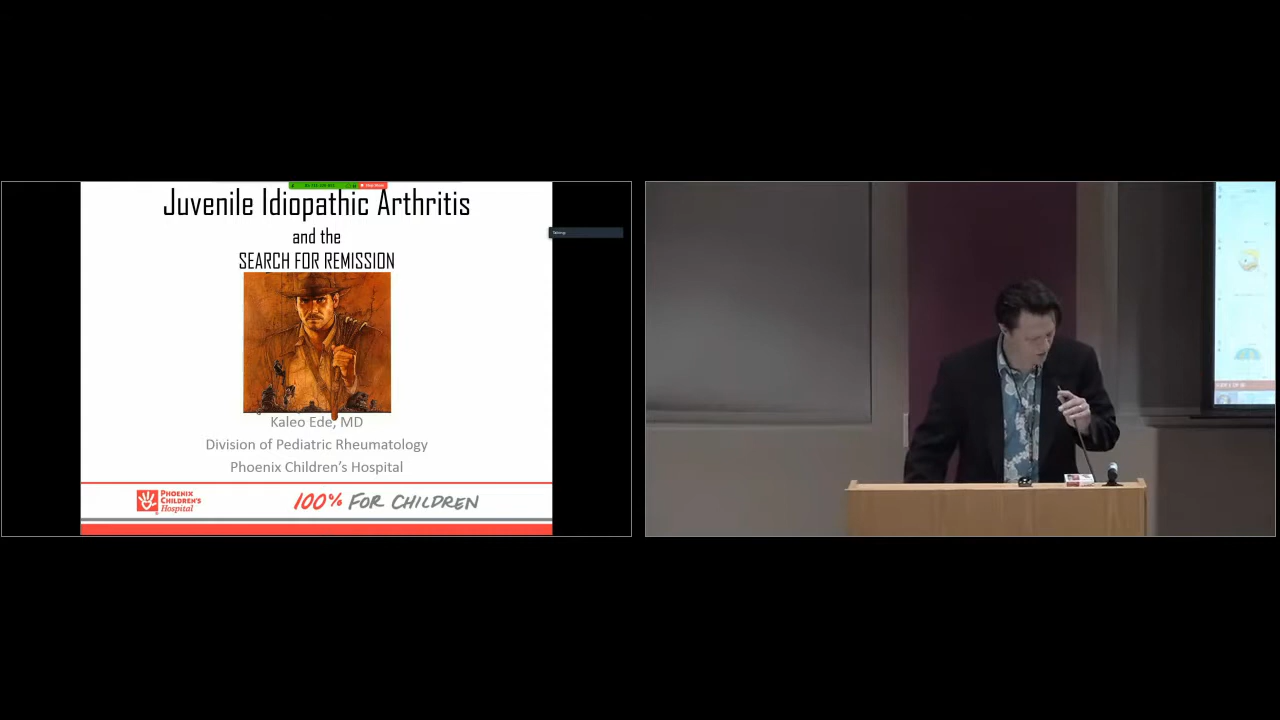 Juvenile Idiopathic Arthritis
and the
SEARCH FOR REMISSION
Kaleo Ede, MD
Division of Pediatric Rheumatology
Phoenix Children's Hospital
PHOENIX
CHILDREN'S
Hospital
100% FOR CHILDREN